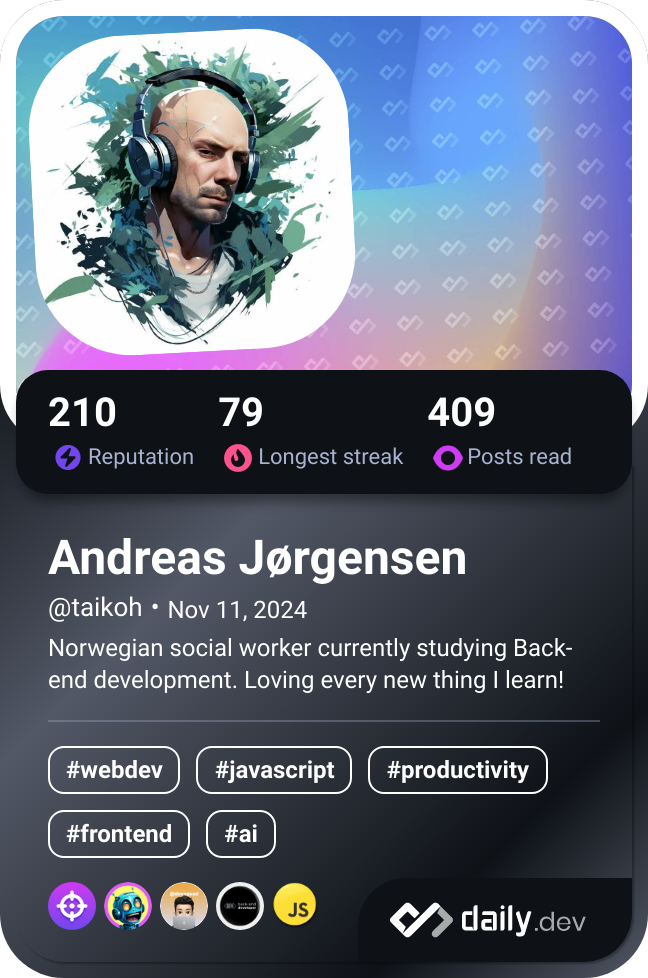 210 79 409
Reputation Longest streak Posts read
Andreas Jørgensen
@taikoh • Nov 11, 2024
Norwegian social worker currently studying Back-
end development. Loving every new thing I learn!
#webdev #javascript #productivity
#frontend #ai
JS
daily.dev